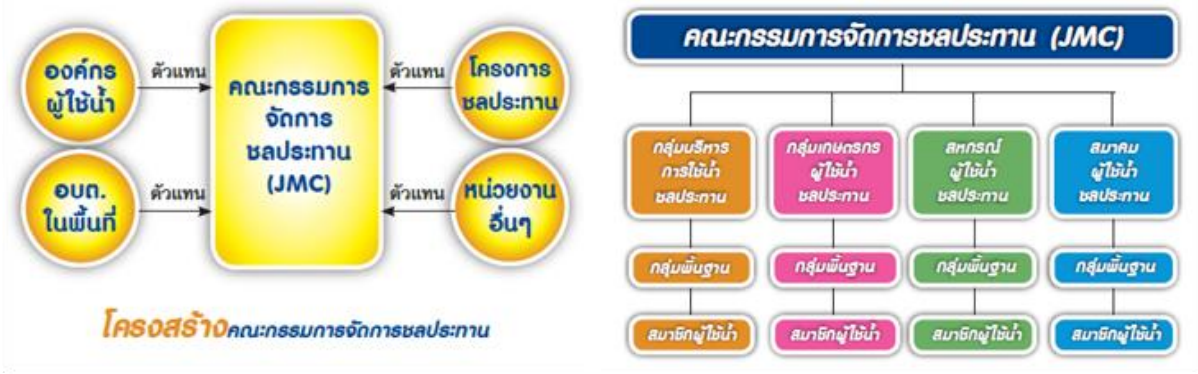 องค์กร
ผู้ใช้น้ำ
ตัวแทน
คณะกรรมการ
จัดการ
ชลประทาน
(JMC)
ตัวแทน
โครงการ
ชลประทาน
อบต.
ในพื้นที่
ตัวแทน
ตัวแทน
หน่วยงาน
อื่นๆ
โครงสร้างคณะกรรมการจัดการชลประทาน
คณะกรรมการจัดการชลประทาน (JMC)
กลุ่มบริหาร
การใช้น้ำ
ชลประทาน
กลุ่มเกษตรกร
ผู้ใช้น้ำ
ชลประทาน
สหกรณ์
ผู้ใช้น้ำ
ชลประทาน
สมาคม
ผู้ใช้น้ำ
ชลประทาน
กลุ่มพื้นฐาน
กลุ่มพื้นฐาน
กลุ่มพื้นฐาน
กลุ่มพื้นฐาน
สมาชิกผู้ใช้น้ำ
สมาชิกผู้ใช้น้ำ
สมาชิกผู้ใช้น้ำ
สมาชิกผู้ใช้น้ำ